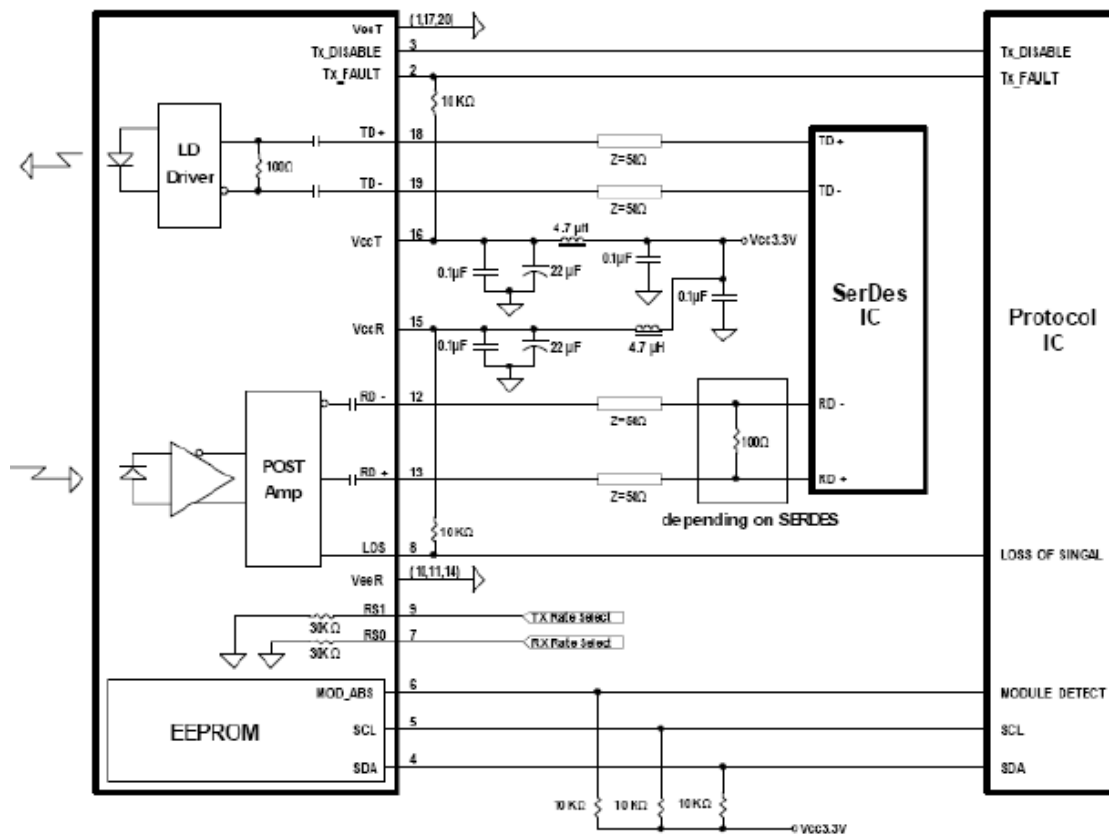 VeeT
(1,17,20)
Tx_DISABLE
3
Tx_DISABLE
Tx_FAULT
2
Tx_FAULT
10 KΩ
LD
Driver
100Ω
TD+
18
Z=50Ω
TD +
TD -
19
Z=50Ω
TD -
VccT
16
4.7 µH
Vcc3.3V
0.1µF
22 µF
0.1µF
0.1µF
SerDes
IC
Protocol
IC
VccR
15
0.1µF
22 µF
4.7 µH
RD -
12
Z=50Ω
RD -
100Ω
POST
Amp
RD +
13
Z=50Ω
RD +
depending on SERDES
10 KΩ
LOS
8
LOSS OF SINGAL
VeeR
(10,11,14)
RS1
9
TX Rate Select
30KΩ
RS0
7
RX Rate Select
30KΩ
EEPROM
MOD_ABS
6
MODULE DETECT
SCL
5
SCL
SDA
4
SDA
10 KΩ
10 KΩ
10 KΩ
Vcc3.3V